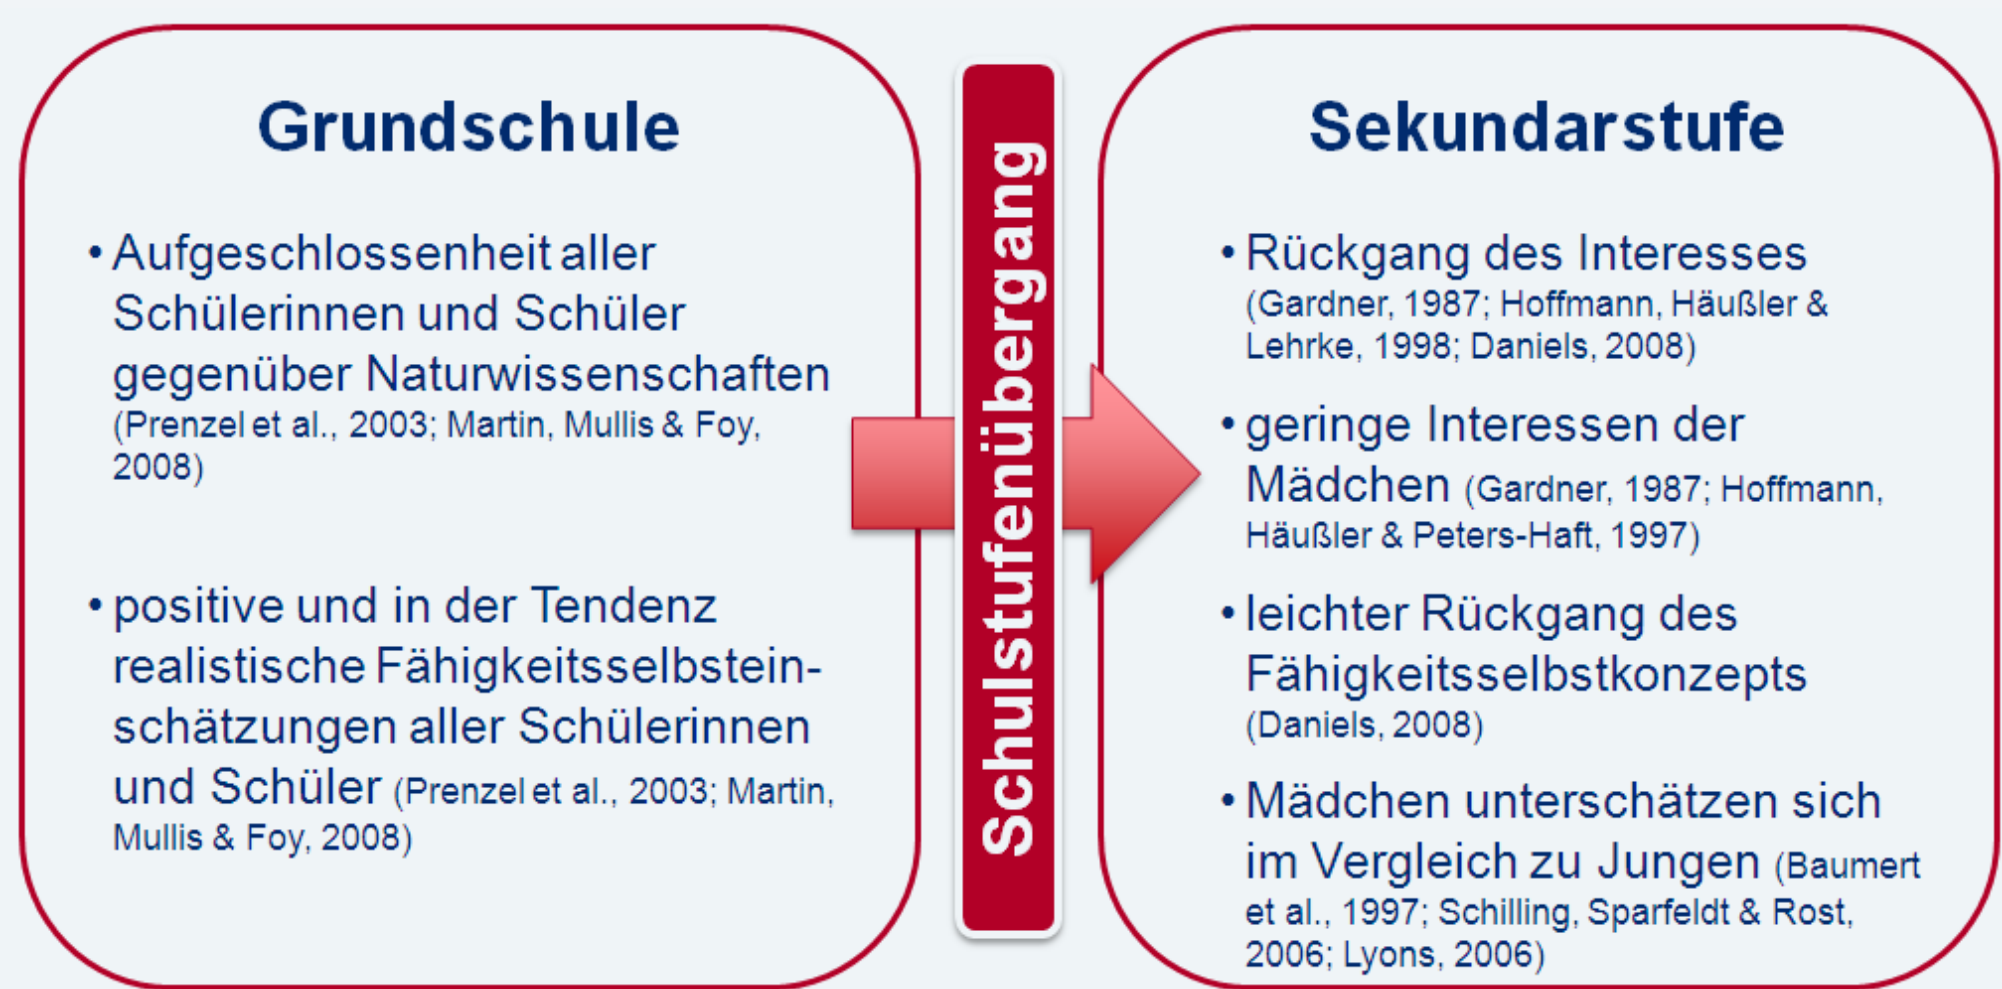 Grundschule
• Aufgeschlossenheit aller
Schülerinnen und Schüler
gegenüber Naturwissenschaften
(Prenzel et al., 2003; Martin, Mullis & Foy,
2008)
• positive und in der Tendenz
realistische Fähigkeitsselbstein-
schätzungen aller Schülerinnen
und Schüler (Prenzel et al., 2003; Martin,
Mullis & Foy, 2008)
Schulstufenübergang
Sekundarstufe
• Rückgang des Interesses
(Gardner, 1987; Hoffmann, Häußler &
Lehrke, 1998; Daniels, 2008)
• geringe Interessen der
Mädchen (Gardner, 1987; Hoffmann,
Häußler & Peters-Haft, 1997)
• leichter Rückgang des
Fähigkeitsselbstkonzepts
(Daniels, 2008)
• Mädchen unterschätzen sich
im Vergleich zu Jungen (Baumert
et al., 1997; Schilling, Sparfeldt & Rost,
2006; Lyons, 2006)